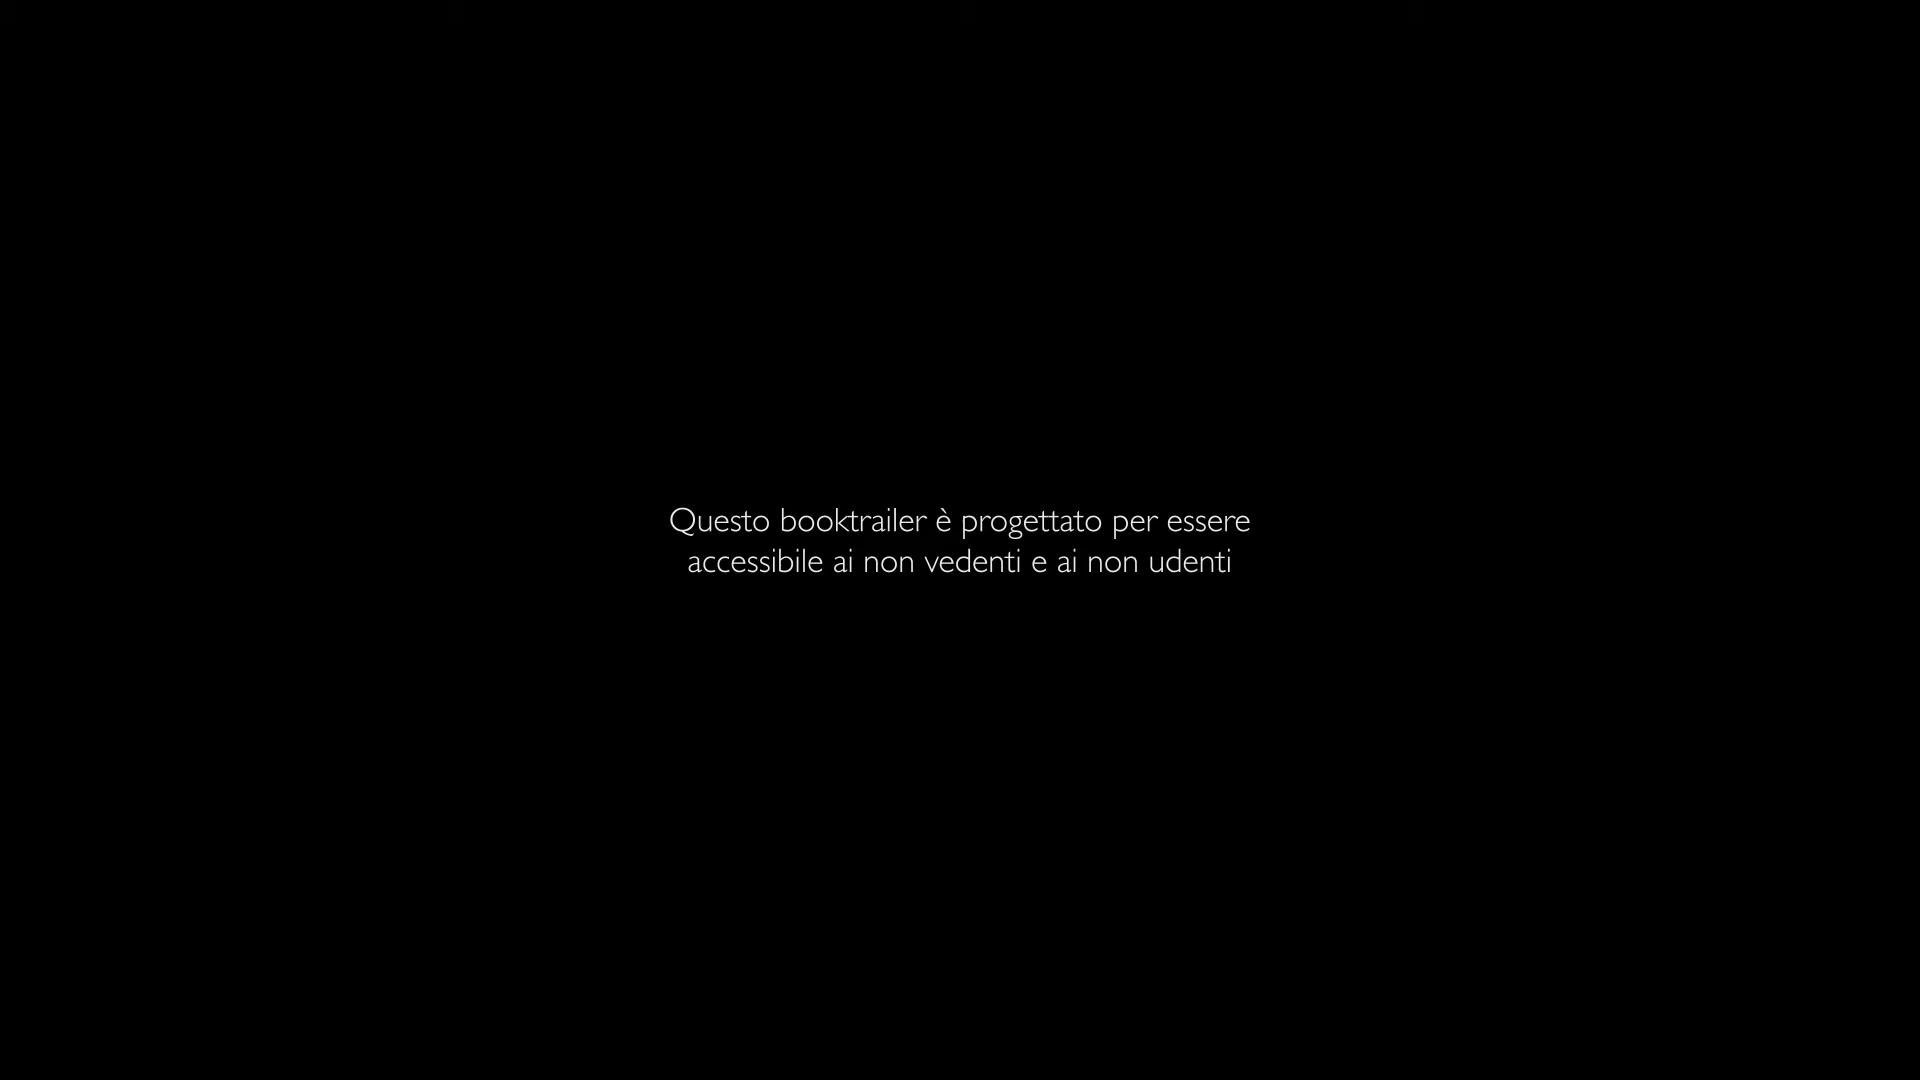 Questo booktrailer è progettato per essere
accessibile ai non vedenti e ai non udenti